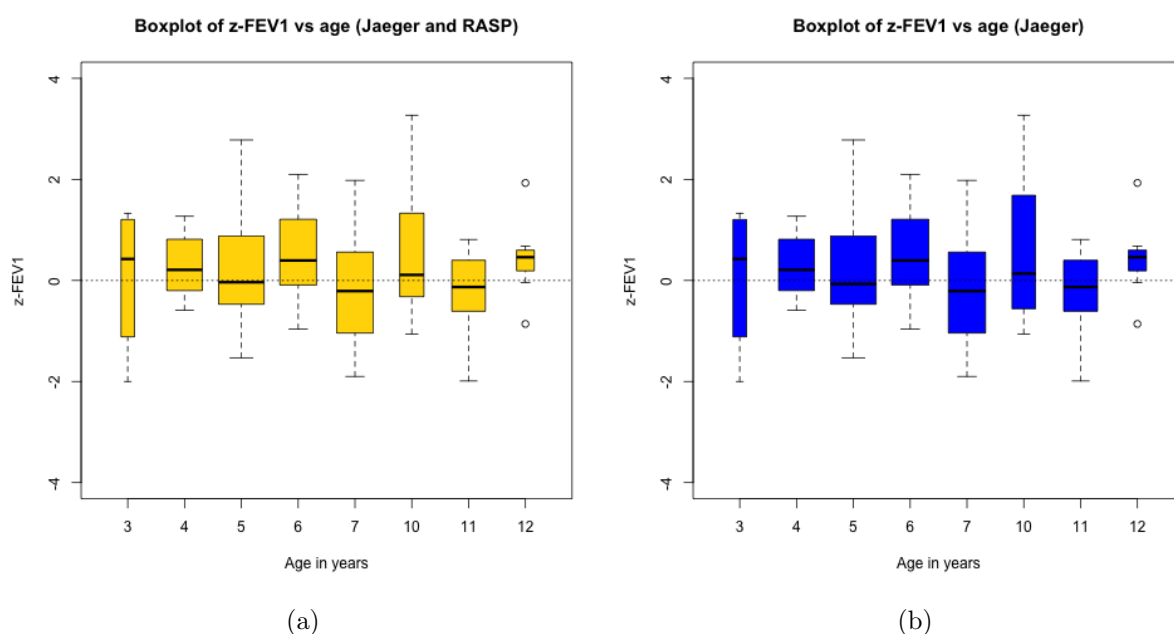 Boxplot of z-FEV1 vs age (Jaeger and RASP)
z-FEV1
4
2
0
-2
-4
3 4 5 6 7 10 11 12
Age in years
(a)
Boxplot of z-FEV1 vs age (Jaeger)
z-FEV1
4
2
0
-2
-4
3 4 5 6 7 10 11 12
Age in years
(b)